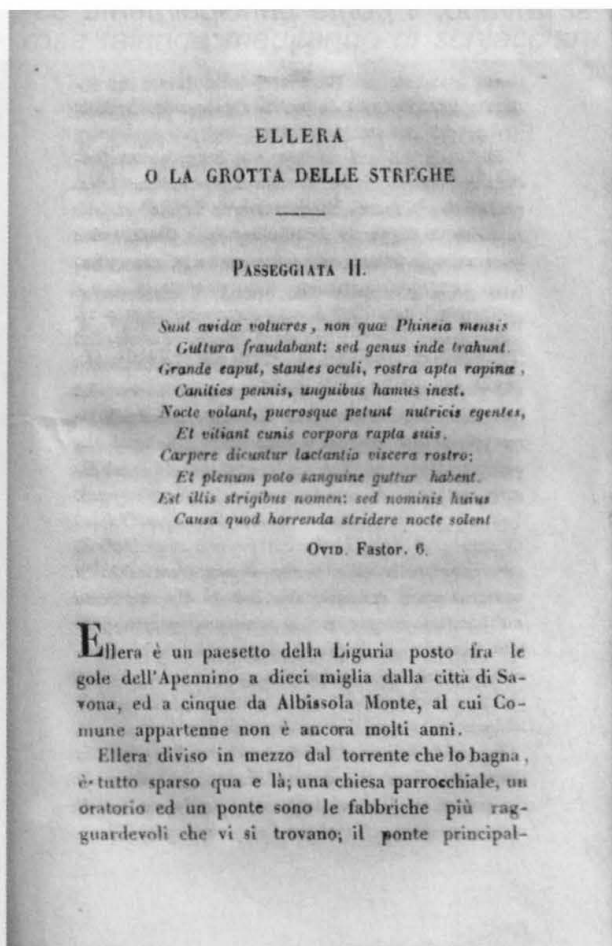 ELLERA
O LA GROTTA DELLE STREGHE
PASSEGGIATA II.
Sunt avidæ volucres, non quæ Phineia mensis
Guttura fraudabant: sed genus inde trahunt.
Grande caput, stantes oculi, rostra apta rapinæ,
Canities pennis, unguibus hamus inest.
Nocte volant, puerosque petunt nutricis egentes,
Et vitiant cunis corpora rapta suis.
Carpere dicuntur lactantia viscera rostro;
Et plenum poto sanguine guttur habent.
Est illis strigibus nomen: sed nominis huius
Causa quod horrenda stridere nocte solent
OVID. Fastor. 6.
Ellera è un paesetto della Liguria posto fra le
gole dell'Apennino a dieci miglia dalla città di Sa-
vona, ed a cinque da Albissola Monte, al cui Co-
mune appartenne non è ancora molti anni.
Ellera diviso in mezzo dal torrente che lo bagna,
è tutto sparso qua e là; una chiesa parrocchiale, un
oratorio ed un ponte sono le fabbriche più rag-
guardevoli che vi si trovano; il ponte principal-